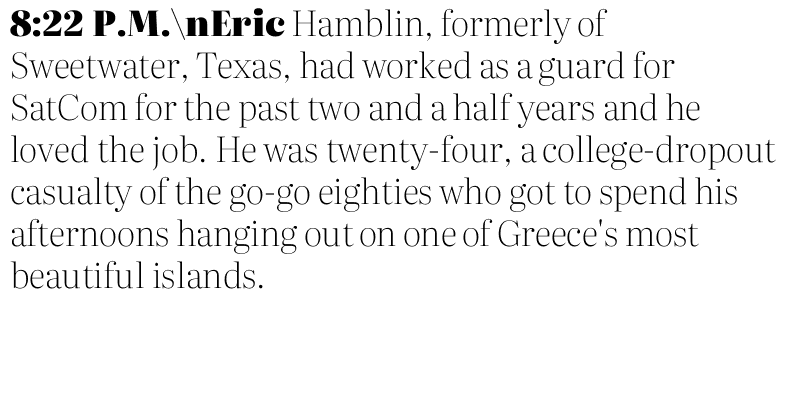 8:22 P.M.\nEric Hamblin, formerly of
Sweetwater, Texas, had worked as a guard for
SatCom for the past two and a half years and he
loved the job. He was twenty-four, a college-dropout
casualty of the go-go eighties who got to spend his
afternoons hanging out on one of Greece's most
beautiful islands.